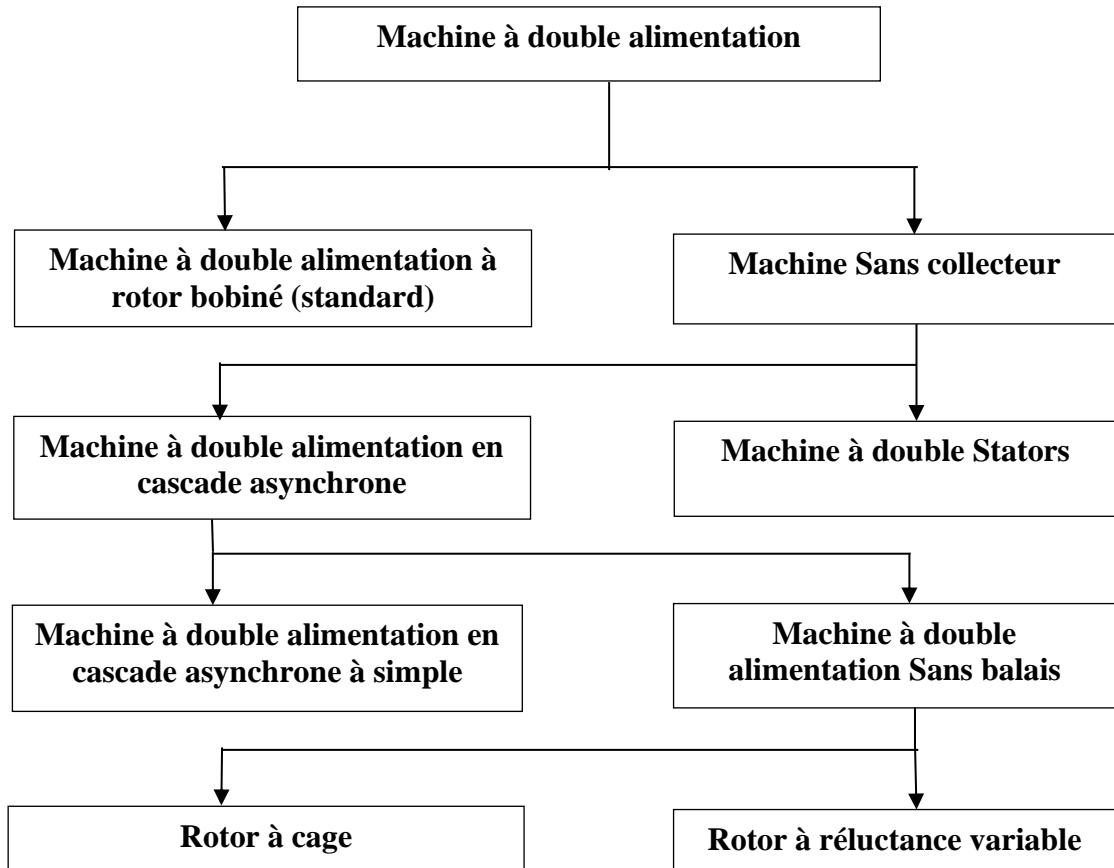 Machine à double alimentation
Machine à double alimentation à
rotor bobiné (standard)
Machine Sans collecteur
Machine à double alimentation en
cascade asynchrone
Machine à double Stators
Machine à double alimentation en
cascade asynchrone à simple
Machine à double
alimentation Sans balais
Rotor à cage
Rotor à réluctance variable